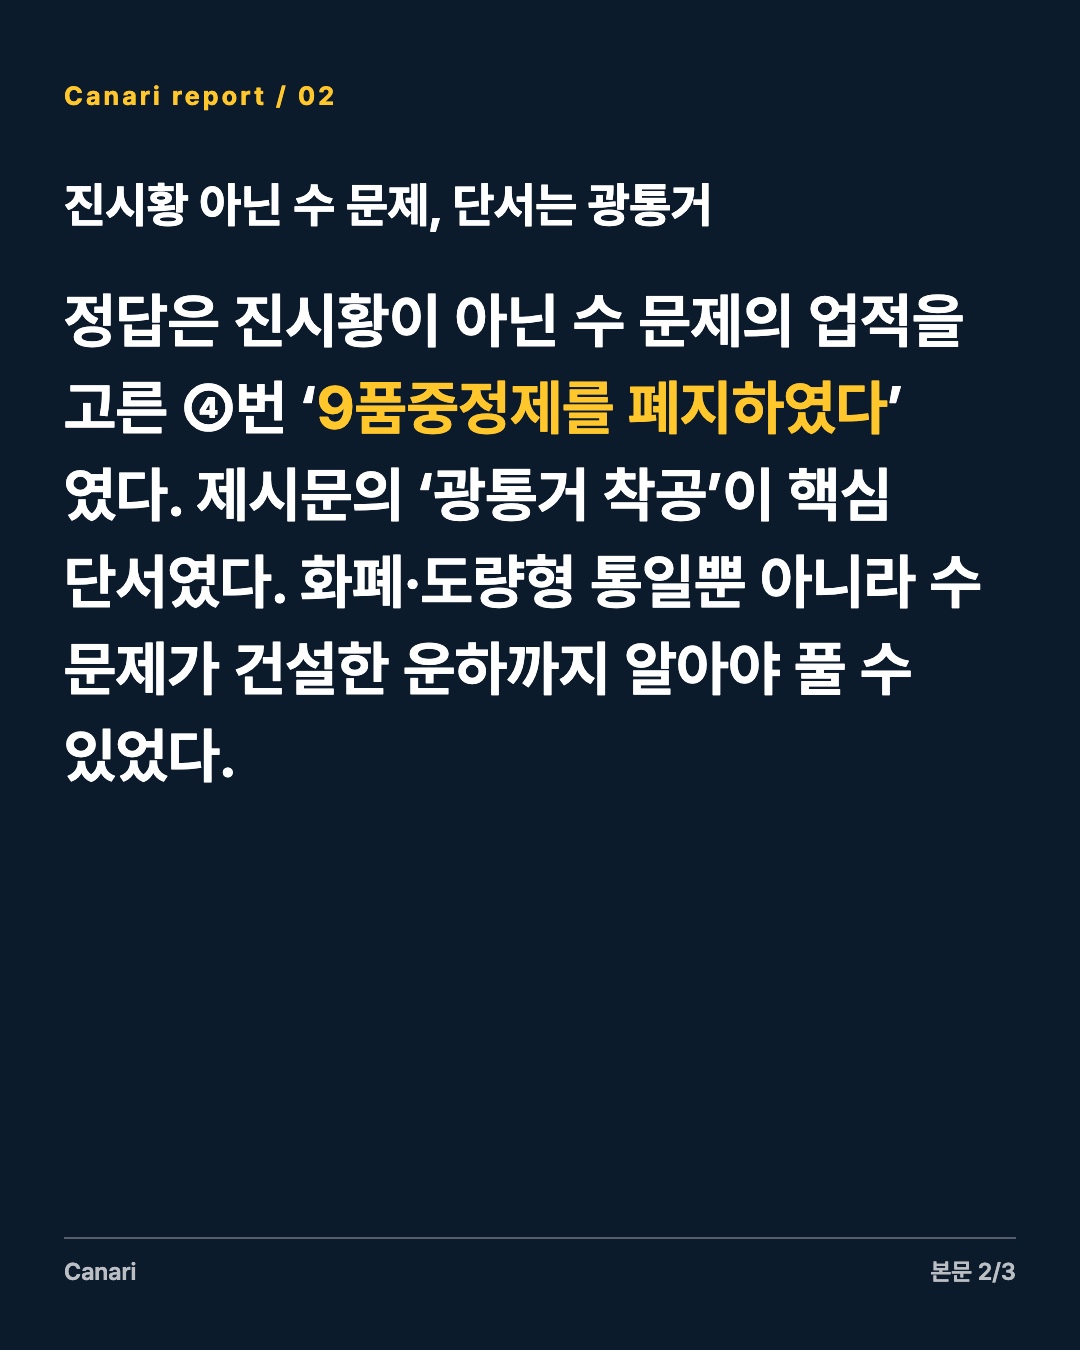 Canari report / 02
진시황 아닌 수 문제, 단서는 광통거
정답은 진시황이 아닌 수 문제의 업적을
고른 ④번 ‘9품중정제를 폐지하였다’
였다. 제시문의 ‘광통거 착공’이 핵심
단서였다. 화폐·도량형 통일뿐 아니라 수
문제가 건설한 운하까지 알아야 풀 수
있었다.
Canari
본문 2/3